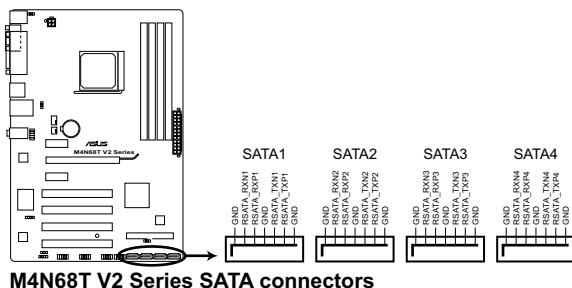 ASUS
M4N68T V2 Series
SATA1
GND
RSATA_RXN1
RSATA_RXP1
GND
RSATA_TXN1
RSATA_TXP1
GND
SATA2
GND
RSATA_RXN2
RSATA_RXP2
GND
RSATA_TXN2
RSATA_TXP2
GND
SATA3
GND
RSATA_RXN3
RSATA_RXP3
GND
RSATA_TXN3
RSATA_TXP3
GND
SATA4
GND
RSATA_RXN4
RSATA_RXP4
GND
RSATA_TXN4
RSATA_TXP4
GND
M4N68T V2 Series SATA connectors